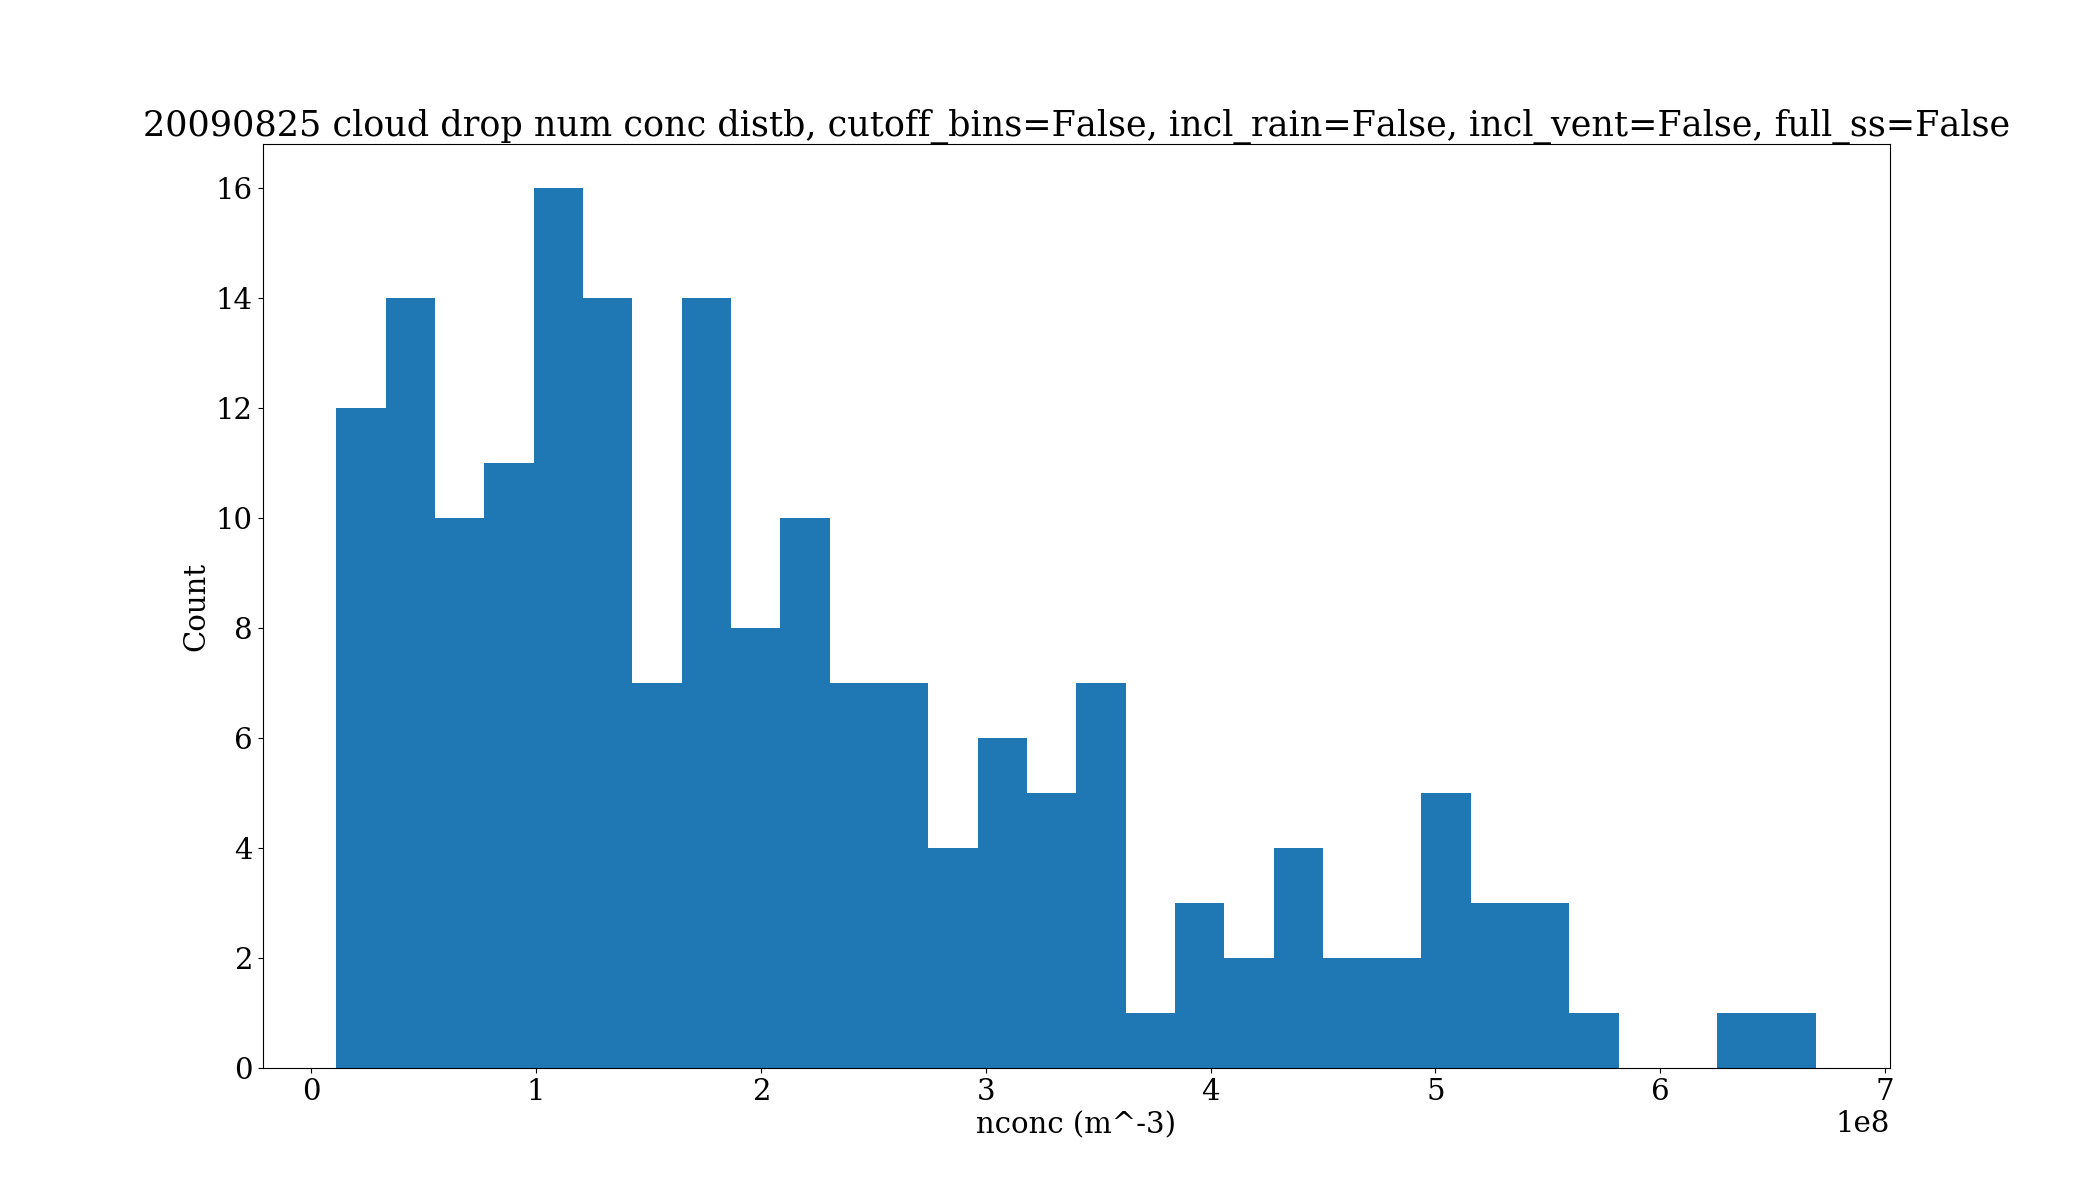 20090825 cloud drop num conc distb, cutoff_bins=False, incl_rain=False, incl_vent=False, full_ss=False
16
14
12
10
8
6
4
2
0
Count
0 1 2 3 4 5 6 7
nconc (m^-3)
1e8